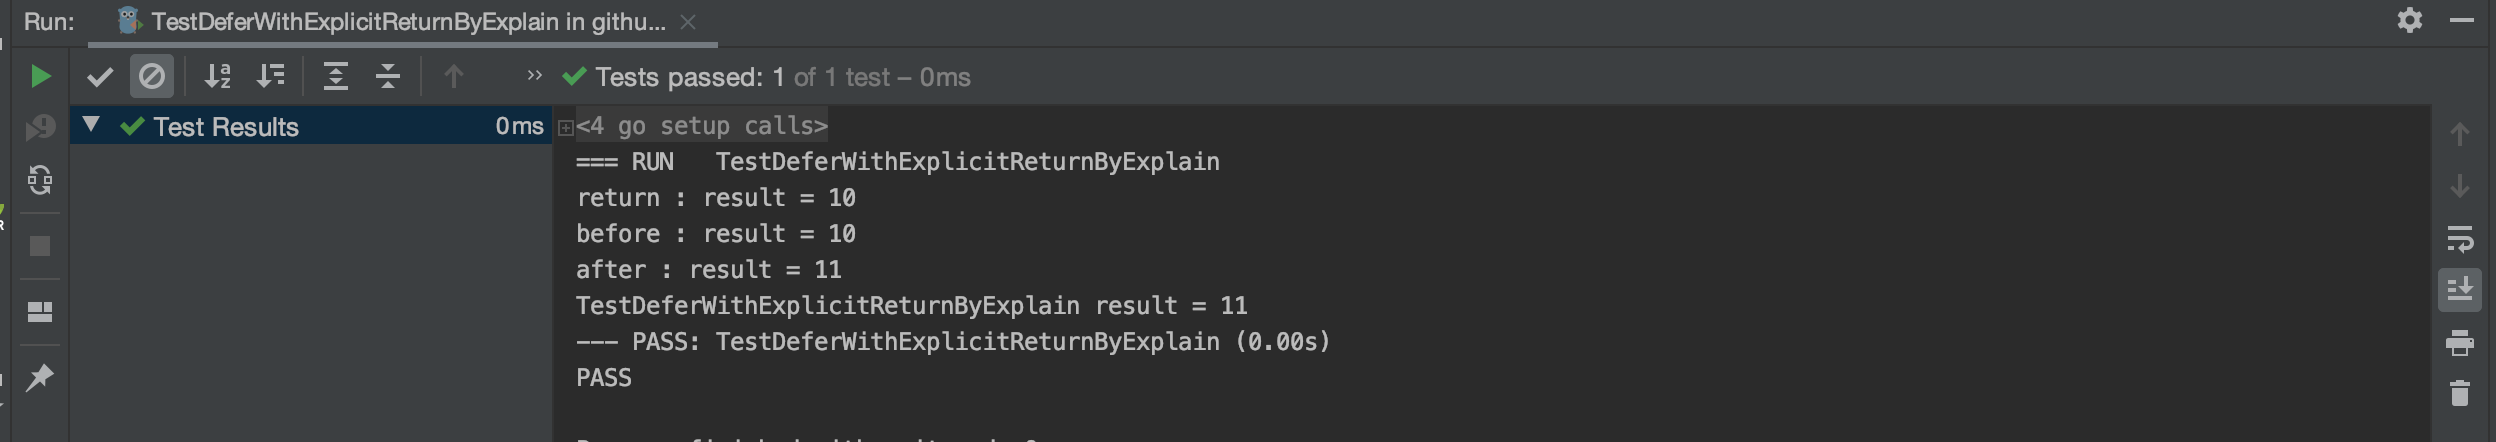 Run: TestDeferWithExplicitReturnByExplain in githu...
Tests passed: 1 of 1 test – 0ms
Test Results 0ms
<4 go setup calls>
=== RUN   TestDeferWithExplicitReturnByExplain
return : result = 10
before : result = 10
after : result = 11
TestDeferWithExplicitReturnByExplain result = 11
--- PASS: TestDeferWithExplicitReturnByExplain (0.00s)
PASS